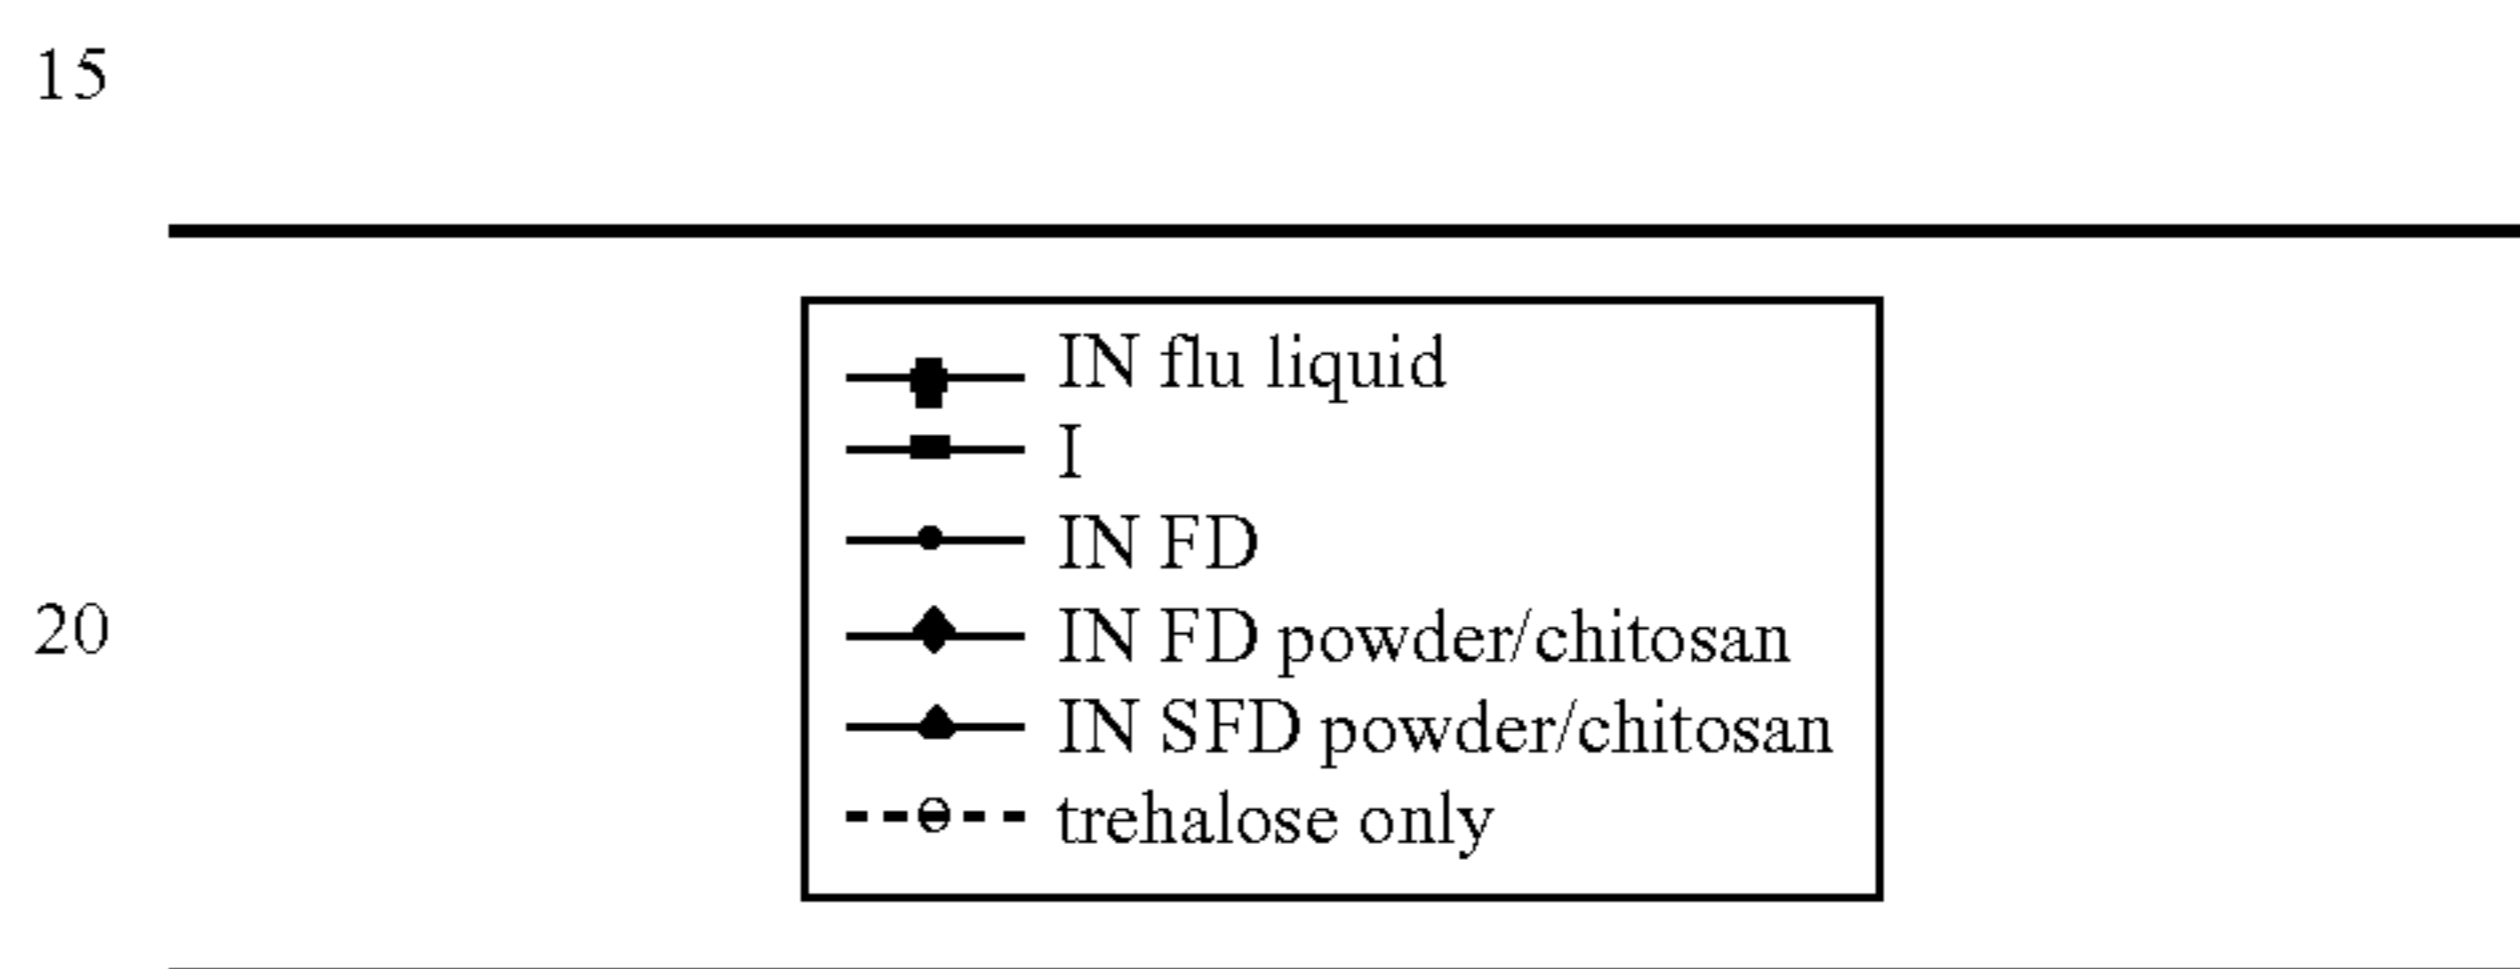 15
IN flu liquid
I
IN FD
20
IN FD powder/chitosan
IN SFD powder/chitosan
trehalose only